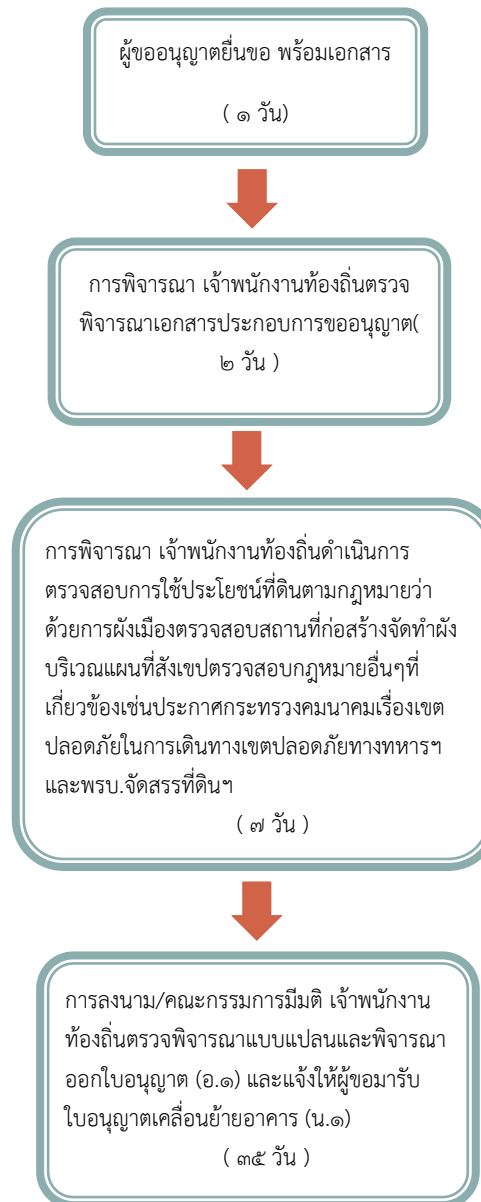 ผู้ขออนุญาตยื่นขอ พร้อมเอกสาร
( ๑ วัน)
การพิจารณา เจ้าพนักงานท้องถิ่นตรวจ
พิจารณาเอกสารประกอบการขออนุญาต(
๒ วัน )
การพิจารณา เจ้าพนักงานท้องถิ่นดำเนินการ
ตรวจสอบการใช้ประโยชน์ที่ดินตามกฎหมายว่า
ด้วยการผังเมืองตรวจสอบสถานที่ก่อสร้างจัดทำผัง
บริเวณแผนที่สังเขปตรวจสอบกฎหมายอื่นๆที่
เกี่ยวข้องเช่นประกาศกระทรวงคมนาคมเรื่องเขต
ปลอดภัยในการเดินทางเขตปลอดภัยทางทหารฯ
และพรบ.จัดสรรที่ดินฯ
( ๗ วัน )
การลงนาม/คณะกรรมการมีมติ เจ้าพนักงาน
ท้องถิ่นตรวจพิจารณาแบบแปลนและพิจารณา
ออกใบอนุญาต (อ.๑) และแจ้งให้ผู้ขอมารับ
ใบอนุญาตเคลื่อนย้ายอาคาร (น.๑)
( ๓๕ วัน )